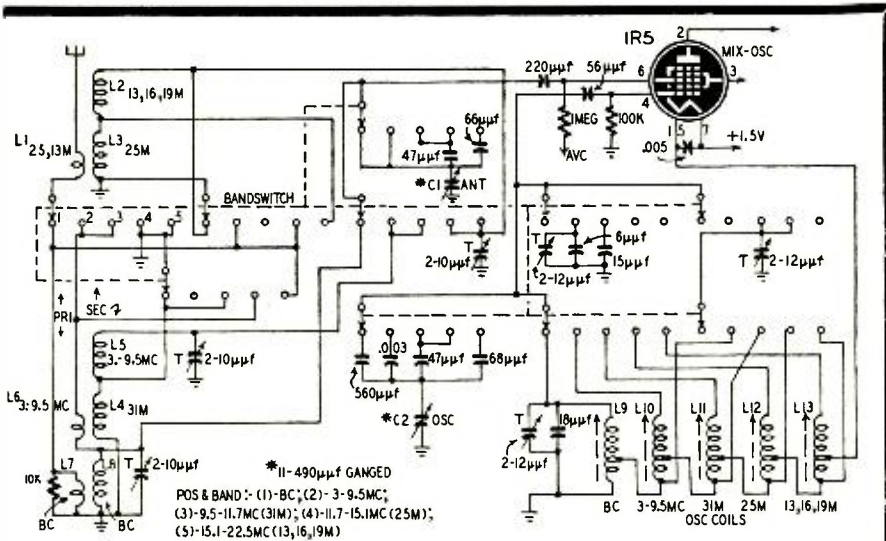 1R5
2
MIX-OSC
220μμf
56μμf
6
3
4
L2
13,16,19M
66μμf
1MEG
100K
1
5
7
+1.5V
L1
25,13M
L3
25M
47μμf
AVC
.005
*C1
ANT
BANDSWITCH
1
2
3
4
5
T
2-10μμf
T
2-12μμf
6μμf
15μμf
T
2-12μμf
PRI
SEC
L5
3.-9.5MC
T
2-10μμf
.003
47μμf
68μμf
560μμf
L6
3-9.5 MC
L4
31M
*C2
OSC
T
2-12μμf
18μμf
L9
L10
L11
L12
L13
10K
L7
L8
T
2-10μμf
BC
BC
*11-490μμf GANGED
BC
3-9.5MC
31M
25M
13,16,19M
OSC COILS
POS & BAND:-(1)-BC; (2)-3-9.5MC;
(3)-9.5-11.7MC(31M); (4)-11.7-15.1MC(25M);
(5)-15.1-22.5MC(13,16,19M)